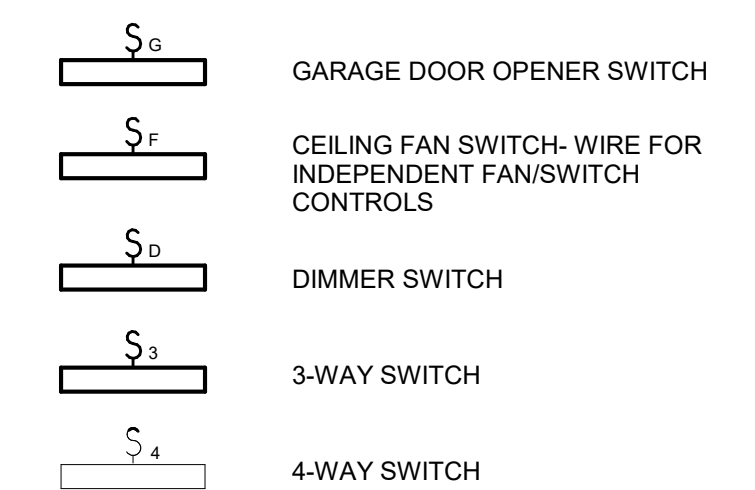 S G
GARAGE DOOR OPENER SWITCH
S F
CEILING FAN SWITCH- WIRE FOR
INDEPENDENT FAN/SWITCH
CONTROLS
S D
DIMMER SWITCH
S 3
3-WAY SWITCH
S 4
4-WAY SWITCH